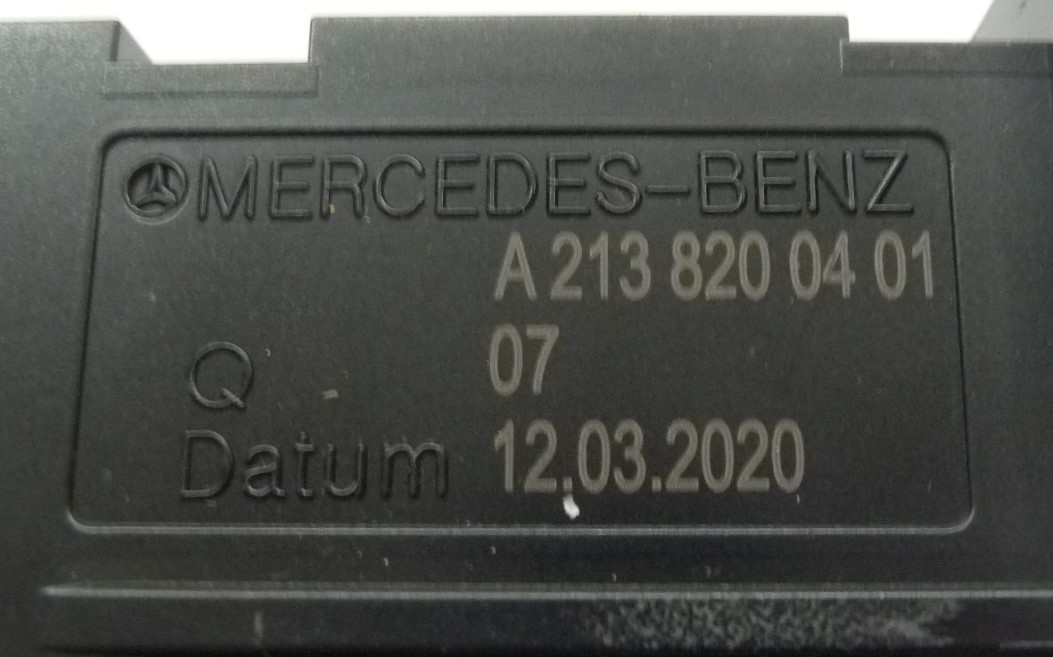 MERCEDES-BENZ
A 213 820 04 01
Q 07
Datum 12.03.2020